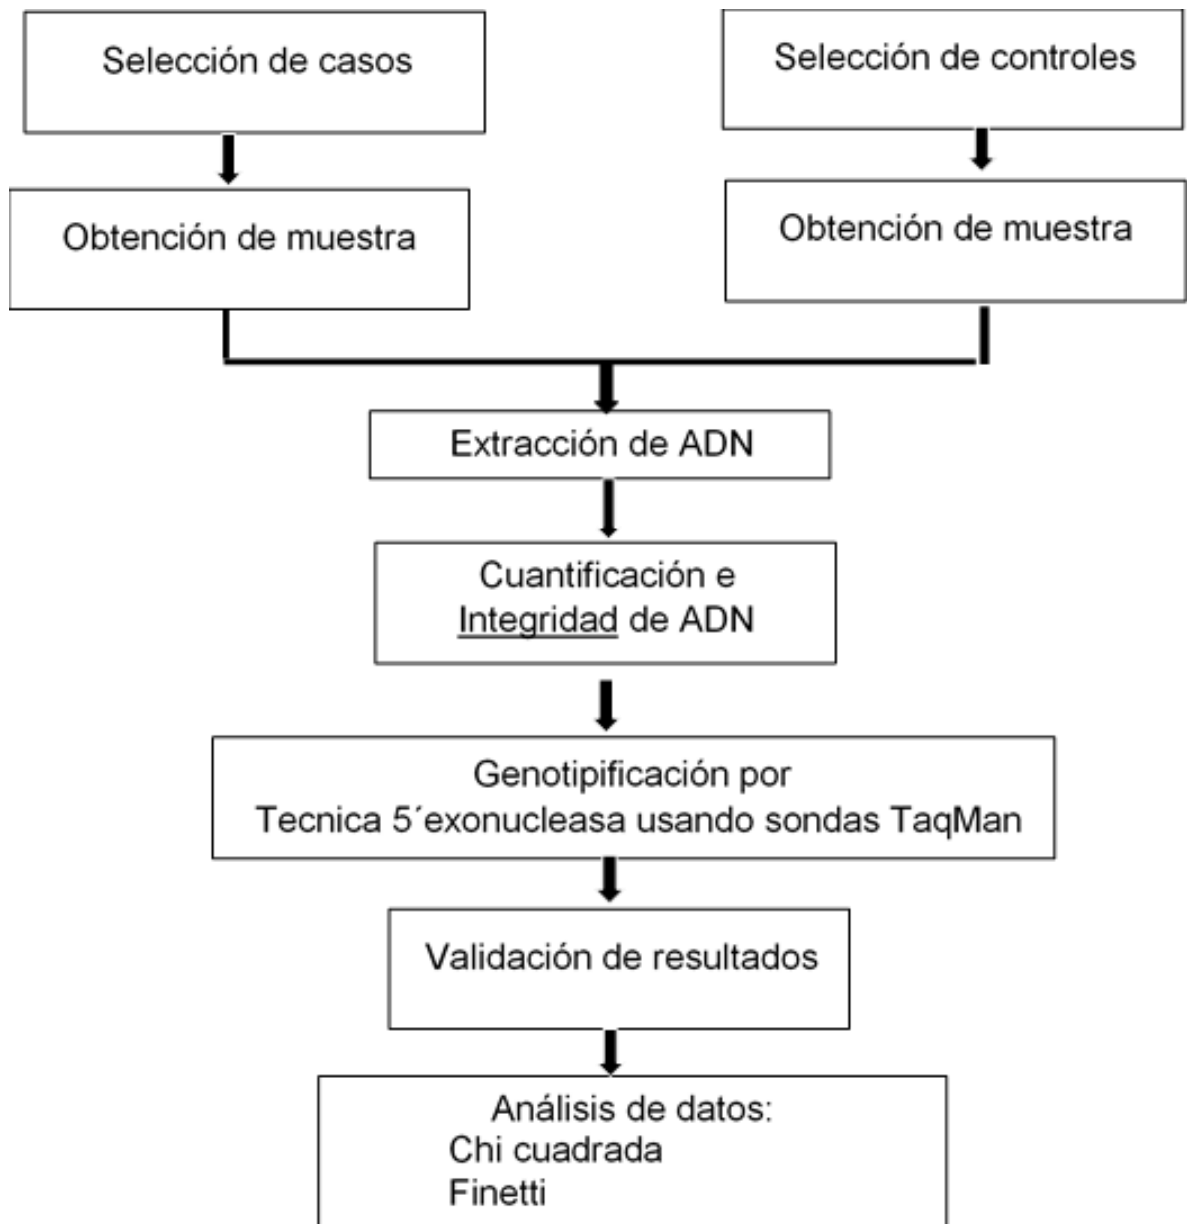 Selección de casos
Selección de controles
Obtención de muestra
Obtención de muestra
Extracción de ADN
Cuantificación e
Integridad de ADN
Genotipificación por
Tecnica 5´exonucleasa usando sondas TaqMan
Validación de resultados
Análisis de datos:
Chi cuadrada
Finetti